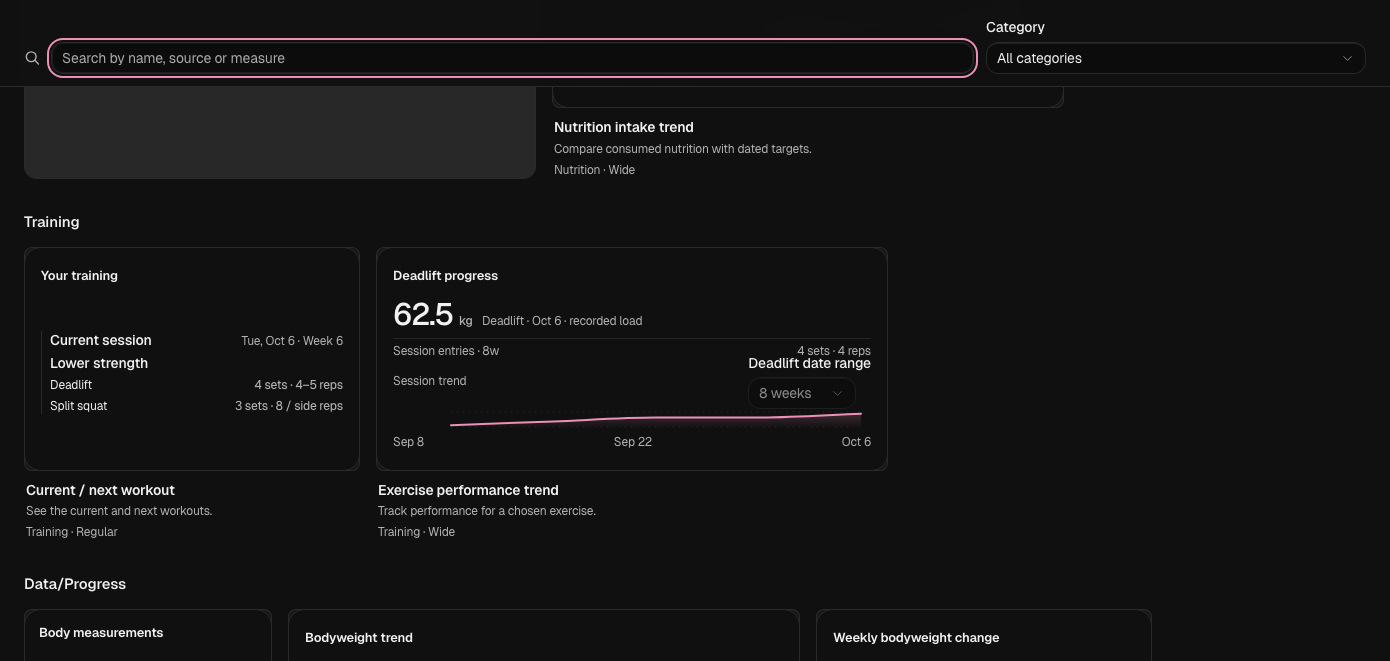 Category
Search by name, source or measure
All categories
Nutrition intake trend
Compare consumed nutrition with dated targets.
Nutrition · Wide
Training
Your training
Current session
Tue, Oct 6 · Week 6
Lower strength
Deadlift
4 sets · 4–5 reps
Split squat
3 sets · 8 / side reps
Current / next workout
See the current and next workouts.
Training · Regular
Deadlift progress
62.5 kg Deadlift · Oct 6 · recorded load
Session entries · 8w
4 sets · 4 reps
Deadlift date range
Session trend
8 weeks
Sep 8
Sep 22
Oct 6
Exercise performance trend
Track performance for a chosen exercise.
Training · Wide
Data/Progress
Body measurements
Bodyweight trend
Weekly bodyweight change